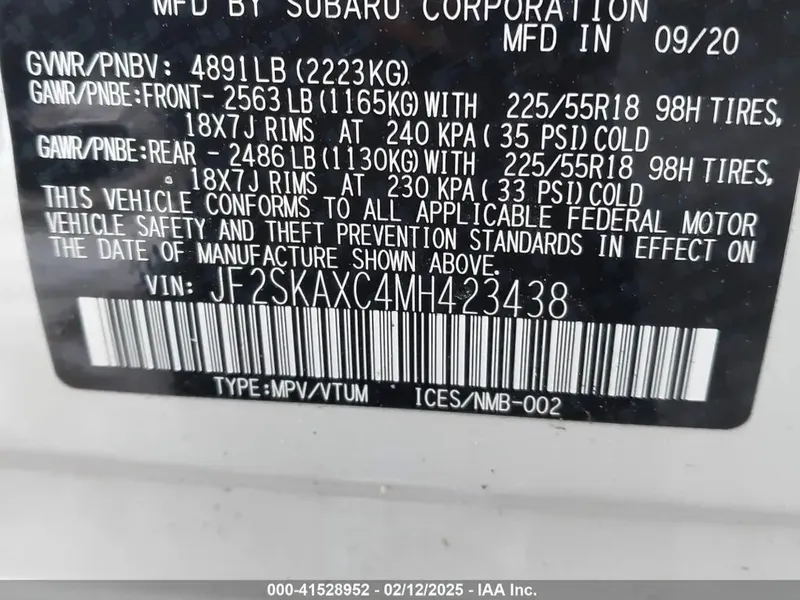 MFD BY SUBARU CORPORATION
MFD IN 09/20
GVWR/PNBV: 4891LB (2223KG)
GAWR/PNBE:FRONT- 2563 LB (1165KG) WITH 225/55R18 98H TIRES,
18X7J RIMS AT 240 KPA ( 35 PSI) COLD
GAWR/PNBE:REAR - 2486 LB (1130KG) WITH 225/55R18 98H TIRES,
18X7J RIMS AT 230 KPA ( 33 PSI) COLD
THIS VEHICLE CONFORMS TO ALL APPLICABLE FEDERAL MOTOR
VEHICLE SAFETY AND THEFT PREVENTION STANDARDS IN EFFECT ON
THE DATE OF MANUFACTURE SHOWN ABOVE.
VIN: JF2SKAXC4MH423438
TYPE:MPV/VTUM ICES/NMB-002
000-41528952 - 02/12/2025 - IAA Inc.